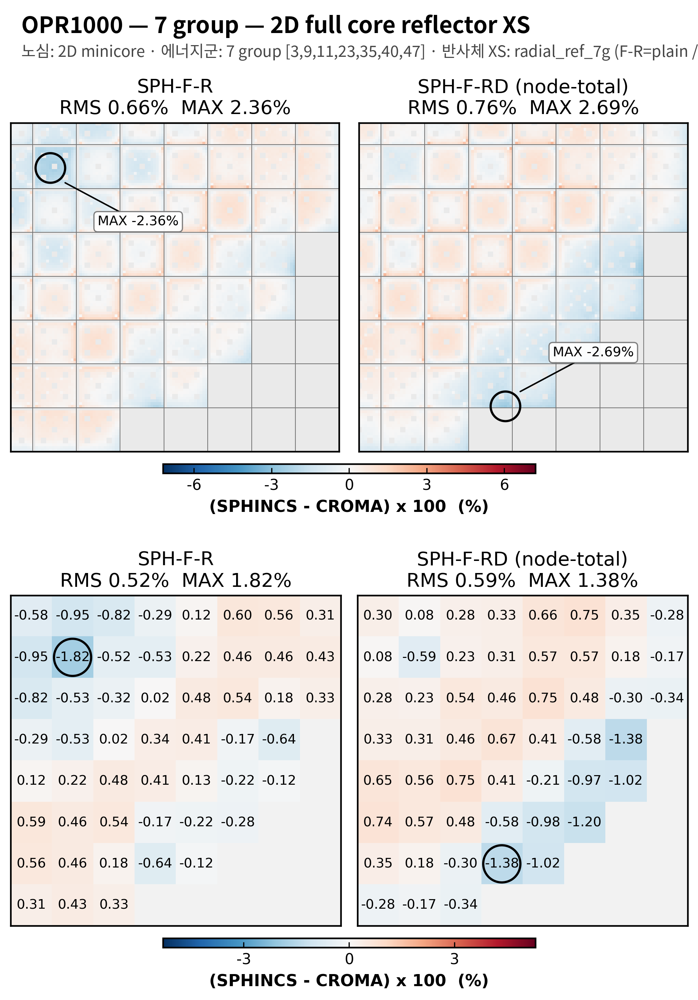 OPR1000 — 7 group — 2D full core reflector XS
노심: 2D minicore · 에너지군: 7 group [3,9,11,23,35,40,47] · 반사체 XS: radial_ref_7g (F-R=plain /
SPH-F-R
RMS 0.66%  MAX 2.36%
SPH-F-RD (node-total)
RMS 0.76%  MAX 2.69%
MAX -2.36%
MAX -2.69%
-6 -3 0 3 6
(SPHINCS - CROMA) x 100  (%)
SPH-F-R
RMS 0.52%  MAX 1.82%
SPH-F-RD (node-total)
RMS 0.59%  MAX 1.38%
-0.58 -0.95 -0.82 -0.29 0.12 0.60 0.56 0.31
-0.95 -1.82 -0.52 -0.53 0.22 0.46 0.46 0.43
-0.82 -0.53 -0.32 0.02 0.48 0.54 0.18 0.33
-0.29 -0.53 0.02 0.34 0.41 -0.17 -0.64
0.12 0.22 0.48 0.41 0.13 -0.22 -0.12
0.59 0.46 0.54 -0.17 -0.22 -0.28
0.56 0.46 0.18 -0.64 -0.12
0.31 0.43 0.33
0.30 0.08 0.28 0.33 0.66 0.75 0.35 -0.28
0.08 -0.59 0.23 0.31 0.57 0.57 0.18 -0.17
0.28 0.23 0.54 0.46 0.75 0.48 -0.30 -0.34
0.33 0.31 0.46 0.67 0.41 -0.58 -1.38
0.65 0.56 0.75 0.41 -0.21 -0.97 -1.02
0.74 0.57 0.48 -0.58 -0.98 -1.20
0.35 0.18 -0.30 -1.38 -1.02
-0.28 -0.17 -0.34
-3 0 3
(SPHINCS - CROMA) x 100  (%)